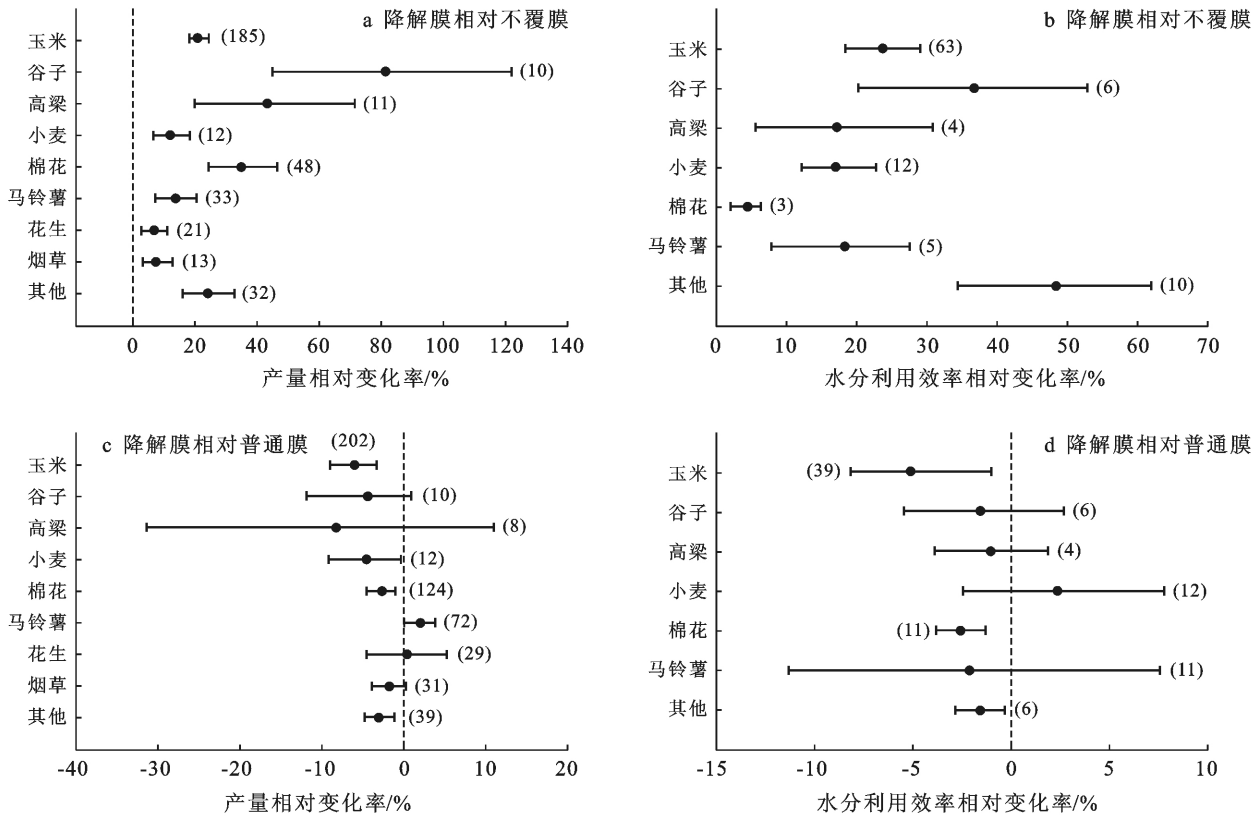 a 降解膜相对不覆膜
玉米 (185)
谷子 (10)
高粱 (11)
小麦 (12)
棉花 (48)
马铃薯 (33)
花生 (21)
烟草 (13)
其他 (32)
0 20 40 60 80 100 120 140
产量相对变化率/%
b 降解膜相对不覆膜
玉米 (63)
谷子 (6)
高粱 (4)
小麦 (12)
棉花 (3)
马铃薯 (5)
其他 (10)
0 10 20 30 40 50 60 70
水分利用效率相对变化率/%
c 降解膜相对普通膜
玉米 (202)
谷子 (10)
高粱 (8)
小麦 (12)
棉花 (124)
马铃薯 (72)
花生 (29)
烟草 (31)
其他 (39)
-40 -30 -20 -10 0 10 20
产量相对变化率/%
d 降解膜相对普通膜
玉米 (39)
谷子 (6)
高粱 (4)
小麦 (12)
棉花 (11)
马铃薯 (11)
其他 (6)
-15 -10 -5 0 5 10
水分利用效率相对变化率/%